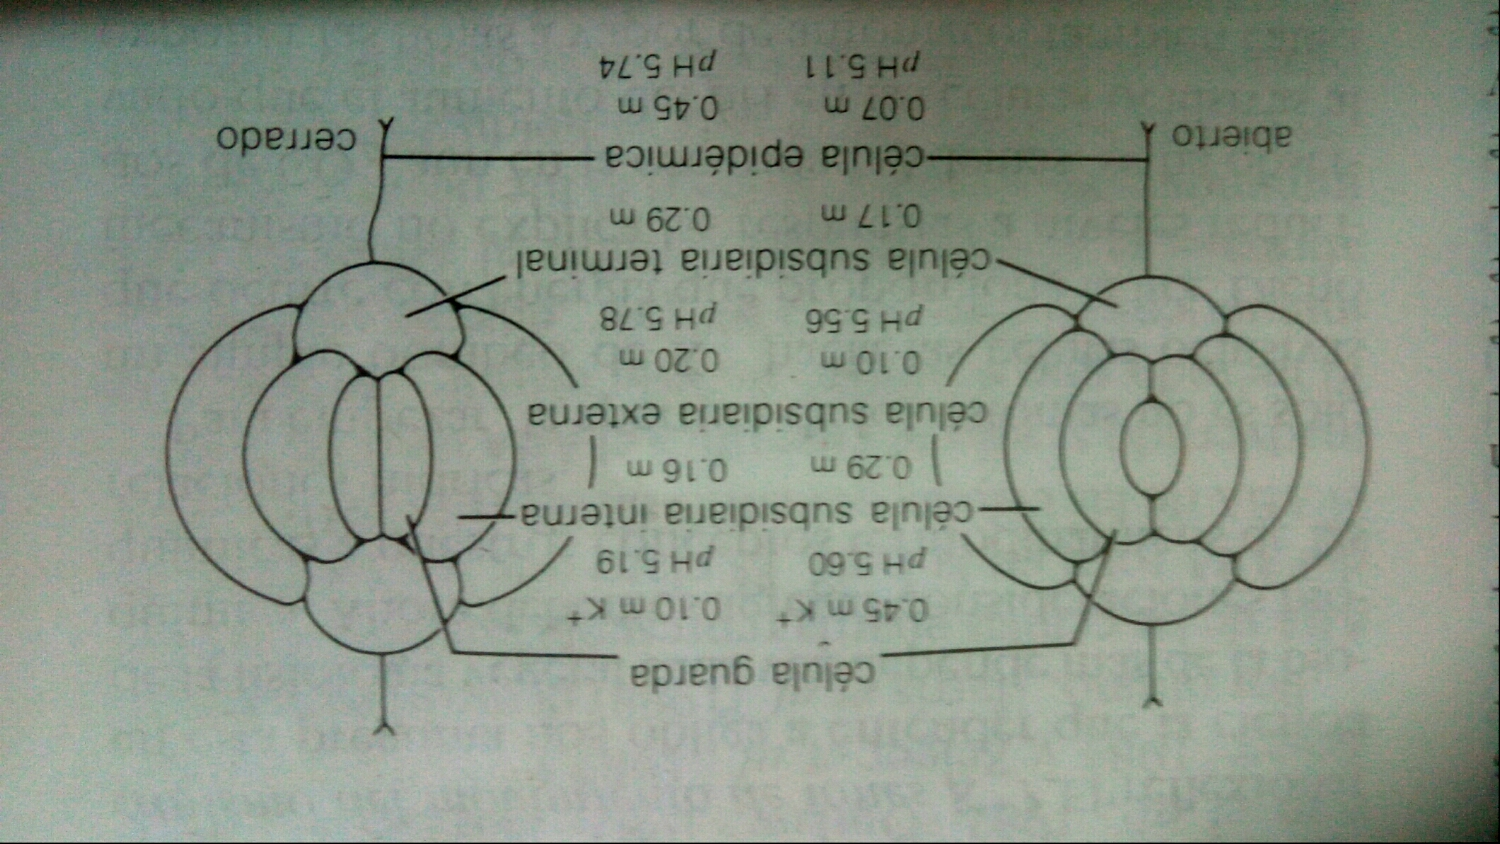 célula guarda
0.45 m K⁺ 0.10 m K⁺
pH 5.60 pH 5.19
célula subsidiaria interna
0.29 m 0.16 m
célula subsidiaria externa
0.10 m 0.20 m
pH 5.56 pH 5.78
célula subsidiaria terminal
0.17 m 0.29 m
célula epidérmica
abierto cerrado
0.07 m 0.45 m
pH 5.11 pH 5.74